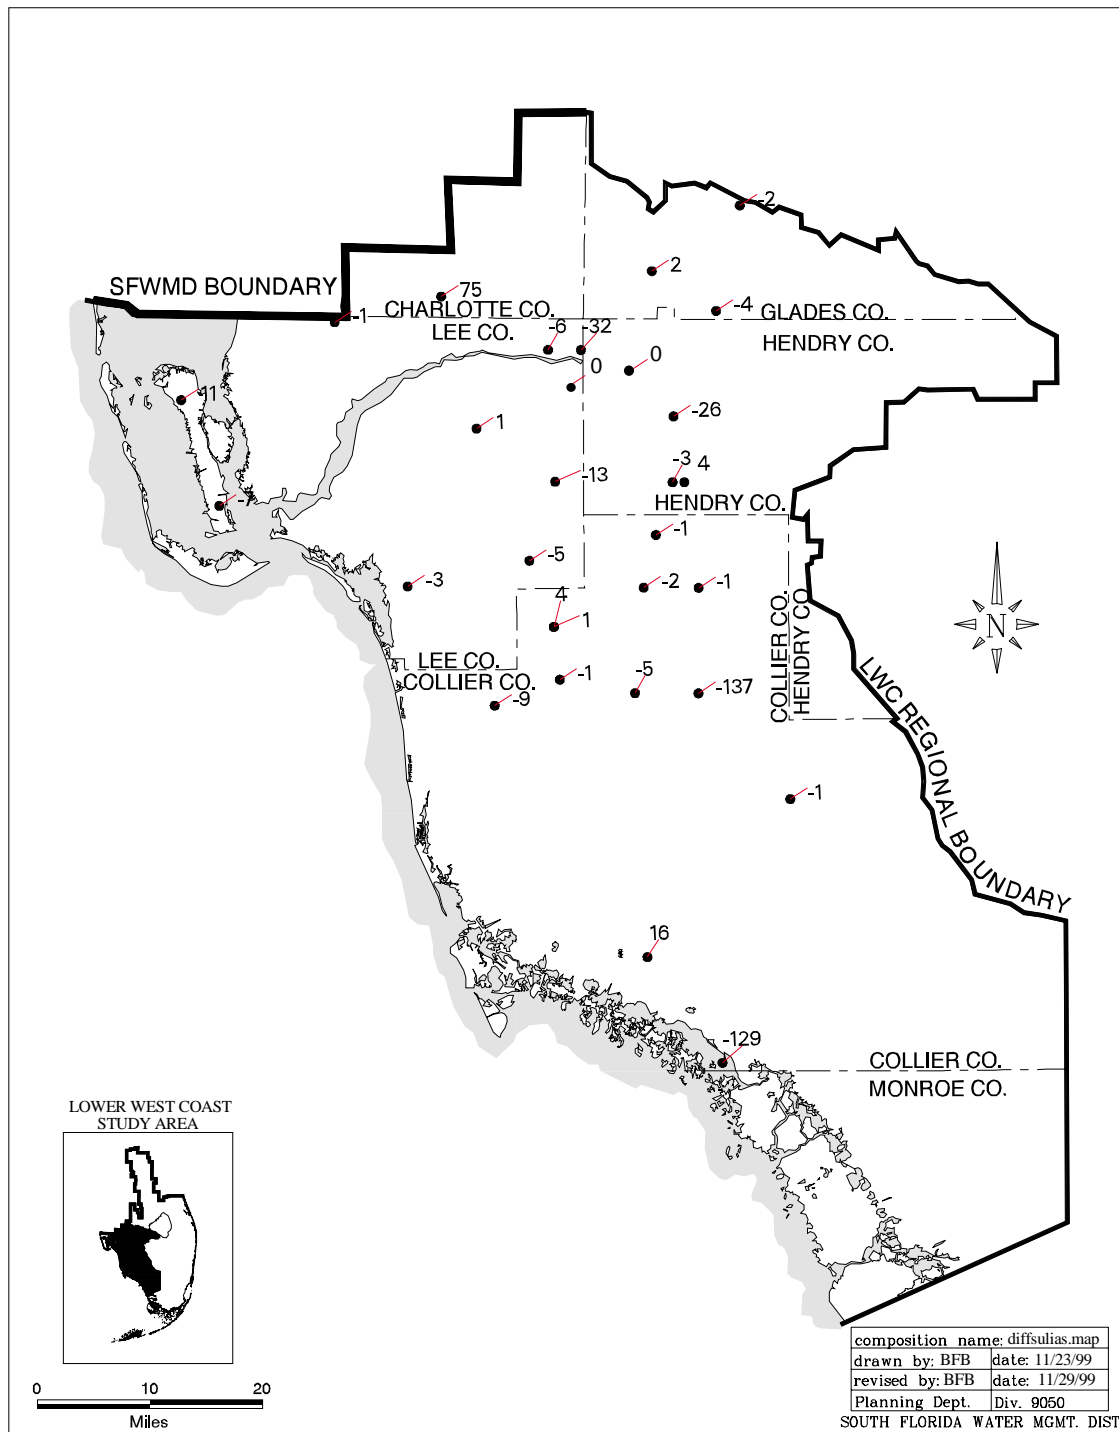 -2
2
SFWMD BOUNDARY
75
-1
CHARLOTTE CO.
-4
GLADES CO.
LEE CO.
HENDRY CO.
-6
-32
0
0
11
1
-26
-13
-3
4
-7
HENDRY CO.
-1
-5
-3
-2
-1
4
1
COLLIER CO.
HENDRY CO.
N
LEE CO.
COLLIER CO.
-1
-5
-137
-9
LWC REGIONAL BOUNDARY
-1
16
-129
COLLIER CO.
MONROE CO.
LOWER WEST COAST
STUDY AREA
0 10 20
Miles
composition name: diffsulias.map
drawn by: BFB date: 11/23/99
revised by: BFB date: 11/29/99
Planning Dept. Div. 9050
SOUTH FLORIDA WATER MGMT. DIST